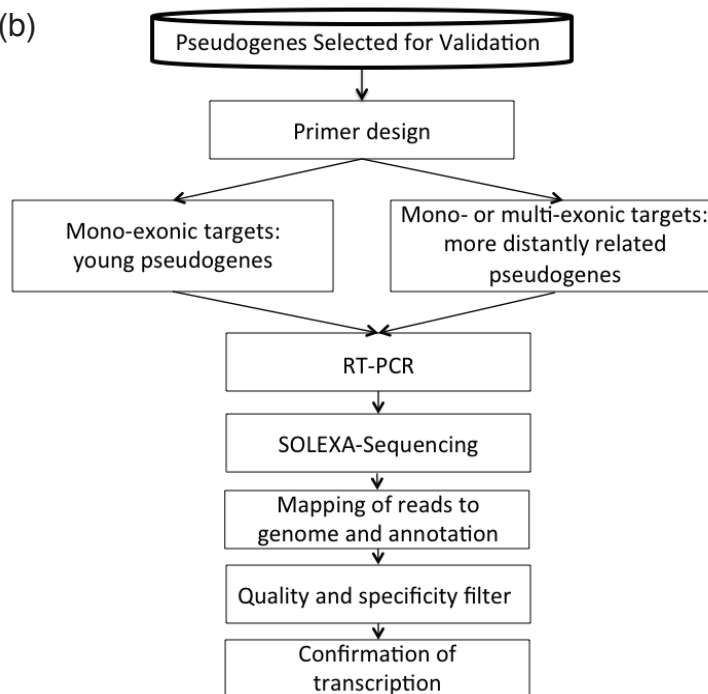 (b)
Pseudogenes Selected for Validation
Primer design
Mono-exonic targets:
young pseudogenes
Mono- or multi-exonic targets:
more distantly related
pseudogenes
RT-PCR
SOLEXA-Sequencing
Mapping of reads to
genome and annotation
Quality and specificity filter
Confirmation of
transcription